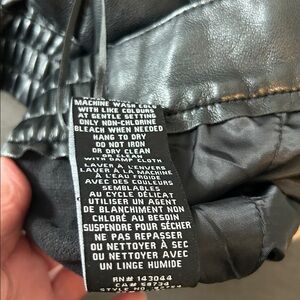 MACHINE WASH COLD
WITH LIKE COLOURS
AT GENTLE SETTING
ONLY NON-CHLORINE
BLEACH WHEN NEEDED
HANG TO DRY
DO NOT IRON
OR DRY CLEAN
OR CLEAN
WITH DAMP CLOTH
LAVER À L'ENVERS
LAVER À LA MACHINE
À L'EAU FROIDE
AVEC DES COULEURS
SEMBLABLES
AU CYCLE DÉLICAT
UTILISER UN AGENT
DE BLANCHIMENT NON
CHLORÉ AU BESOIN
SUSPENDRE POUR SÉCHER
NE PAS REPASSER
OU NETTOYER À SEC
OU NETTOYER AVEC
UN LINGE HUMIDE
RN# 143044
CA# 58734
STYLE NO